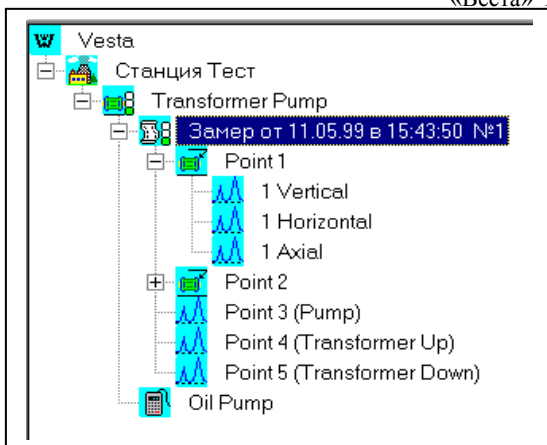 «Веста»
Vesta
Станция Тест
Transformer Pump
Замер от 11.05.99 в 15:43:50 №1
Point 1
1 Vertical
1 Horizontal
1 Axial
Point 2
Point 3 (Pump)
Point 4 (Transformer Up)
Point 5 (Transformer Down)
Oil Pump